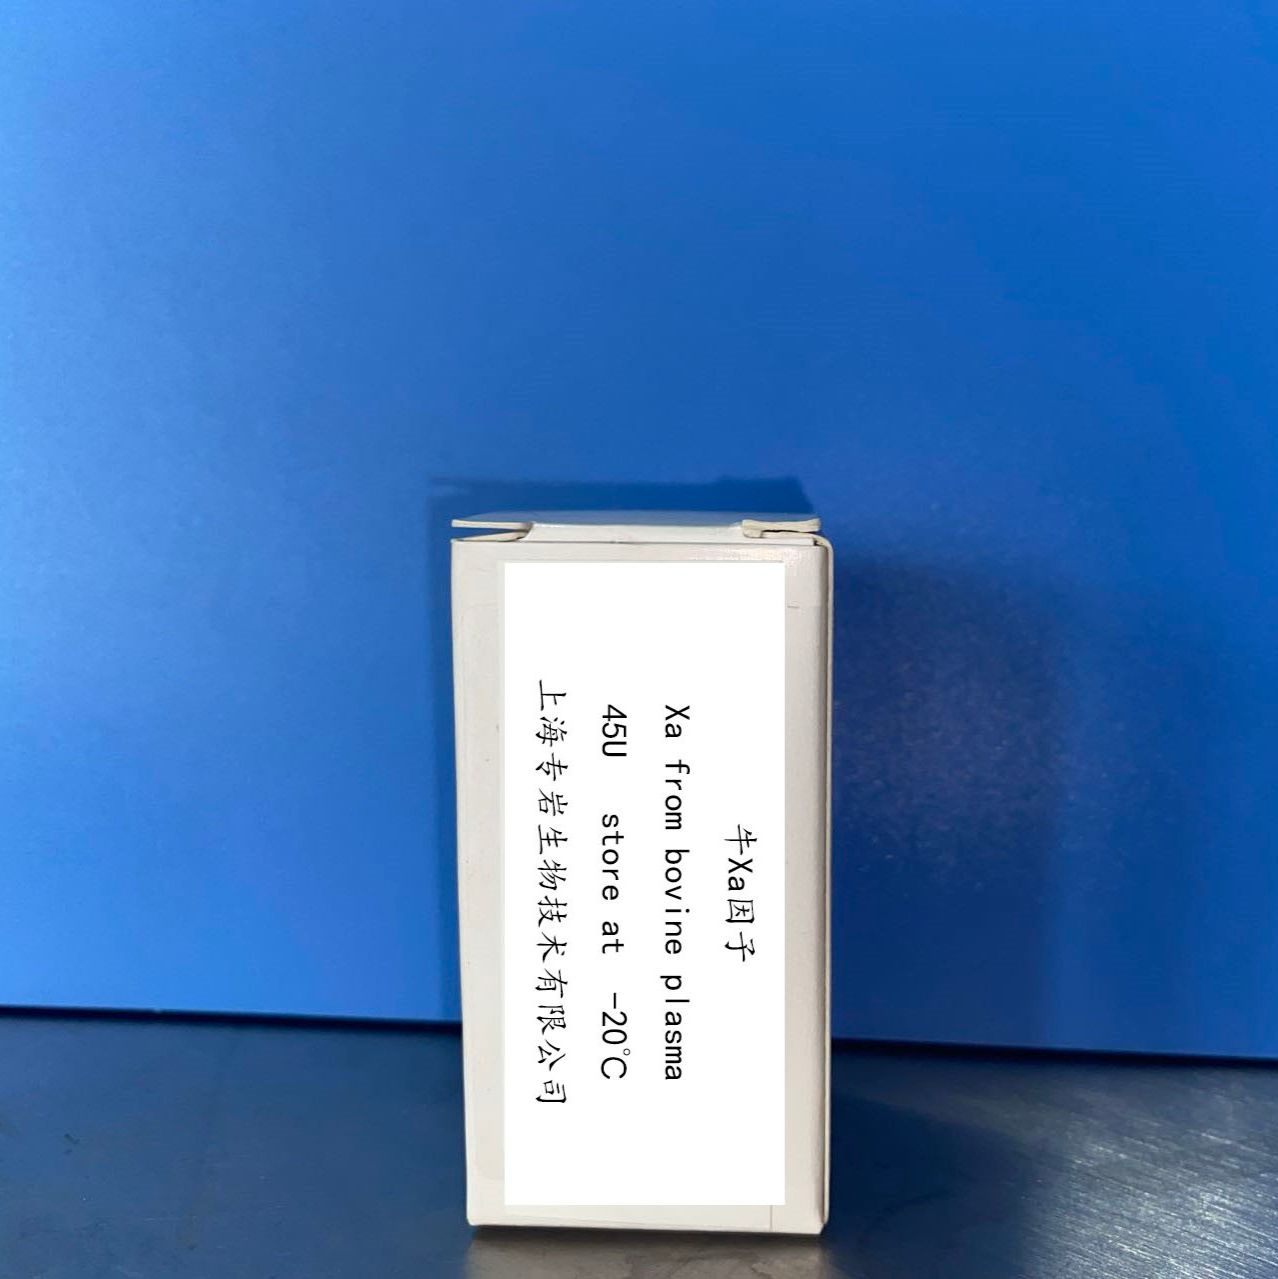 牛Xa因子
Xa from bovine plasma
45U store at -20℃
上海专岩生物技术有限公司